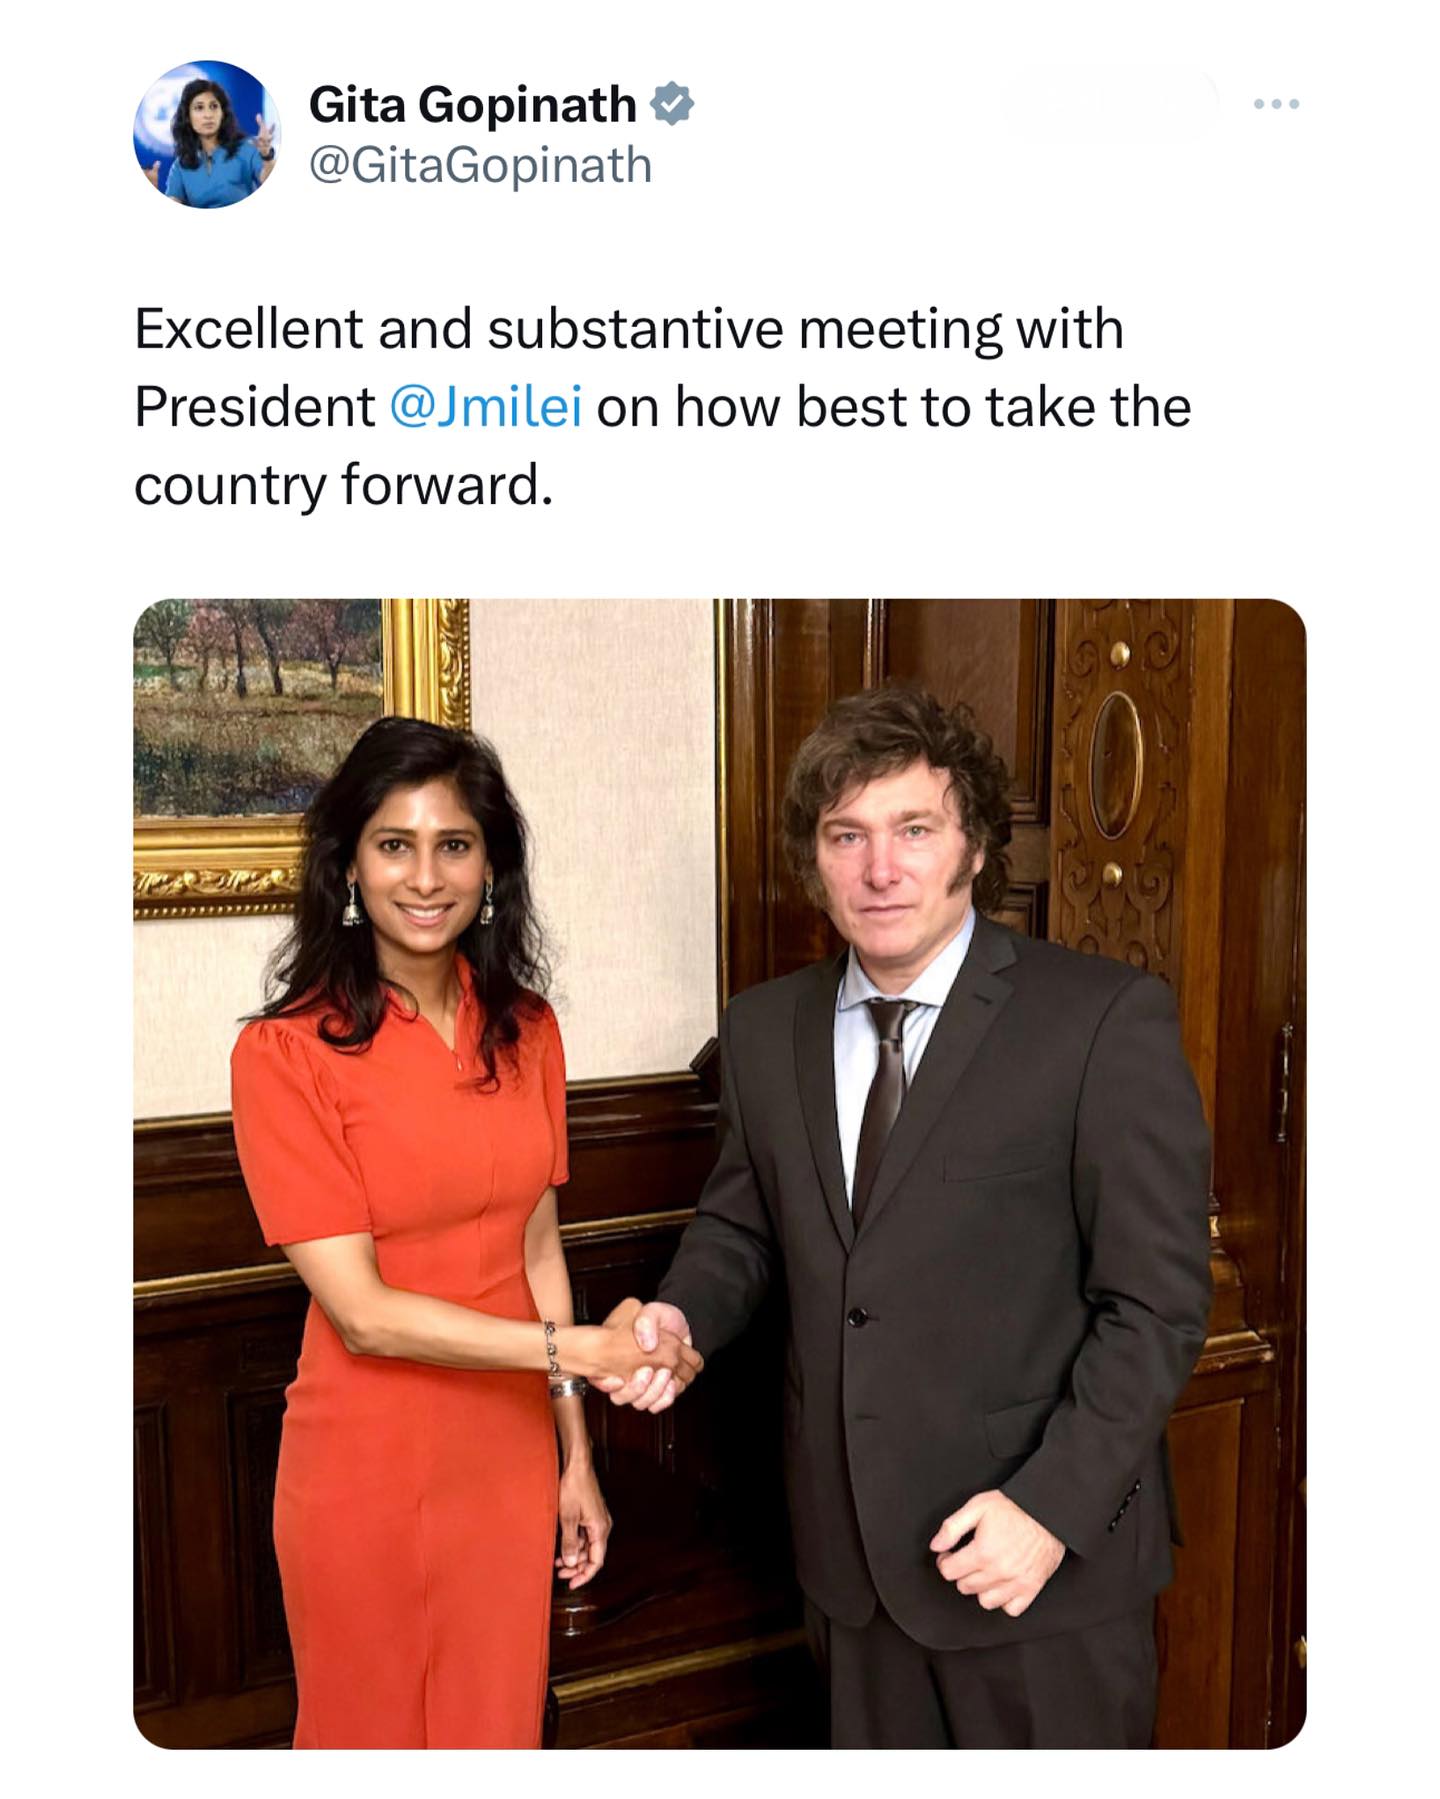 Gita Gopinath
@GitaGopinath
Excellent and substantive meeting with
President @Jmilei on how best to take the
country forward.